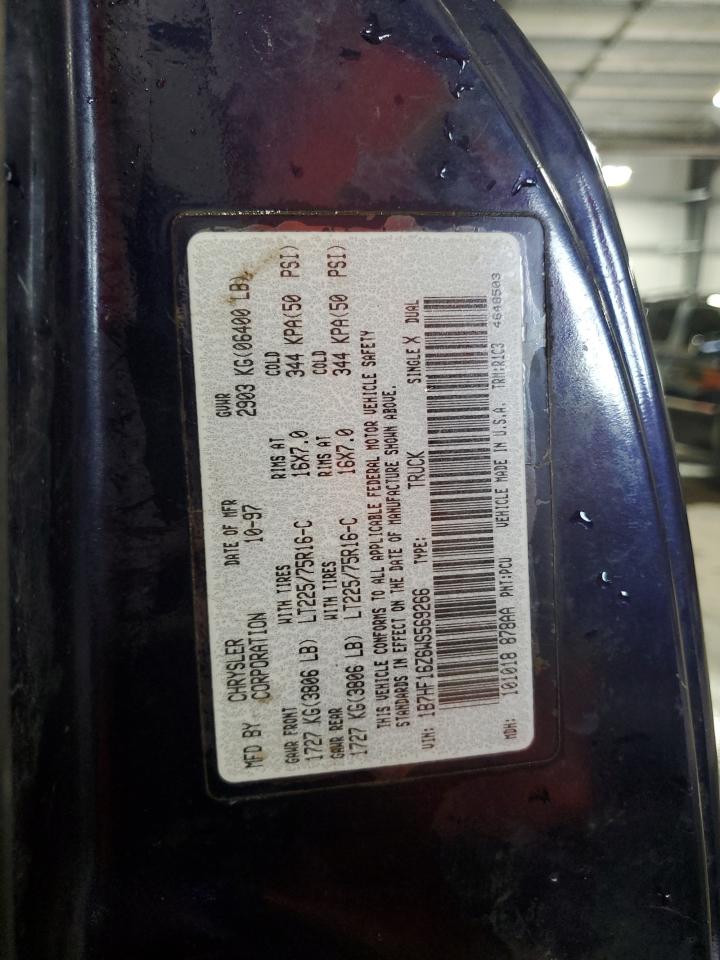 MFD BY CHRYSLER CORPORATION DATE OF MFR 10-97 GVWR 2903 KG(06400 LB)
GAWR FRONT WITH TIRES RIMS AT COLD
1727 KG(3806 LB) LT225/75R16-C 16X7.0 344 KPA(50 PSI)
GAWR REAR WITH TIRES RIMS AT COLD
1727 KG(3806 LB) LT225/75R16-C 16X7.0 344 KPA(50 PSI)
THIS VEHICLE CONFORMS TO ALL APPLICABLE FEDERAL MOTOR VEHICLE SAFETY
STANDARDS IN EFFECT ON THE DATE OF MANUFACTURE SHOWN ABOVE.
VIN: 1B7HF16Z6WS569266 TYPE: TRUCK SINGLE X DUAL
MDH: 101018 878AA PNT:PCU VEHICLE MADE IN U.S.A. TRM:R1C3 4648503